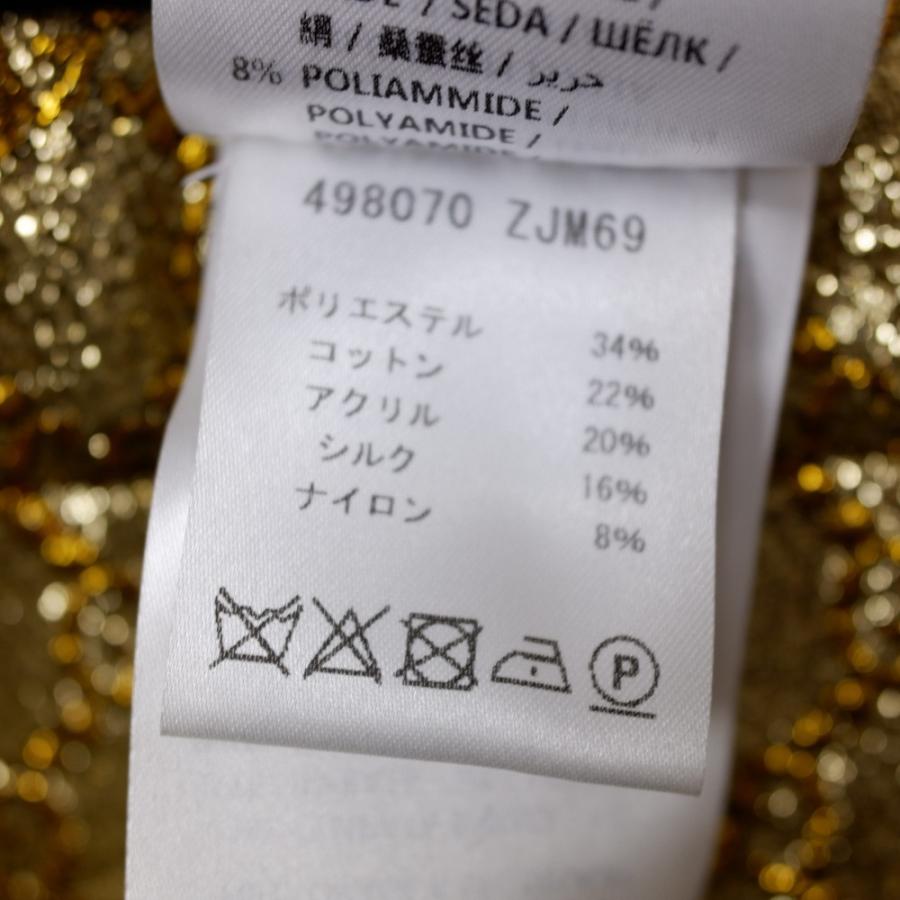 / SEDA / ШЁЛК /
絹 / 桑蠶丝 / حرير
8% POLIAMMIDE /
POLYAMIDE /
498070 ZJM69
ポリエステル 34%
コットン 22%
アクリル 20%
シルク 16%
ナイロン 8%
P